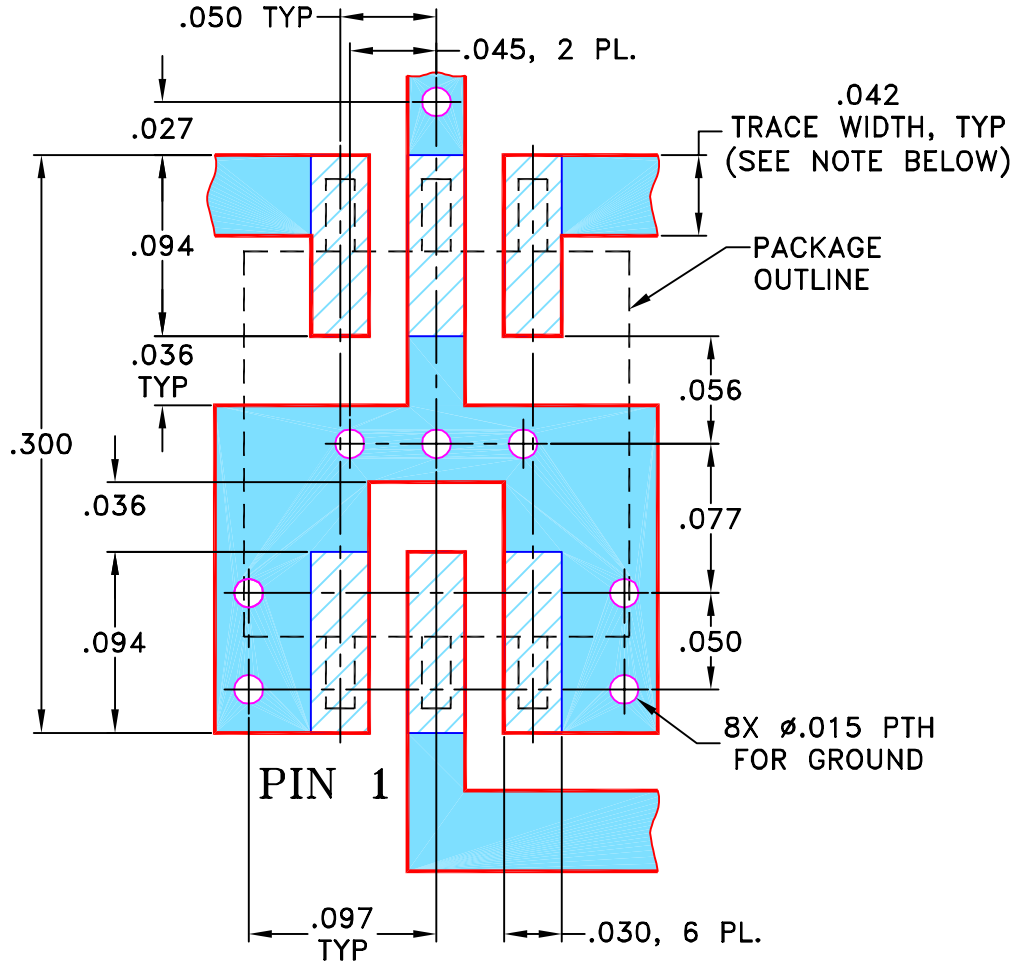 .050 TYP
.045, 2 PL.
.042
TRACE WIDTH, TYP
(SEE NOTE BELOW)
.027
.094
PACKAGE
OUTLINE
.036
TYP
.056
.300
.036
.077
.094
.050
8X ø.015 PTH
FOR GROUND
PIN 1
.097
TYP
.030, 6 PL.